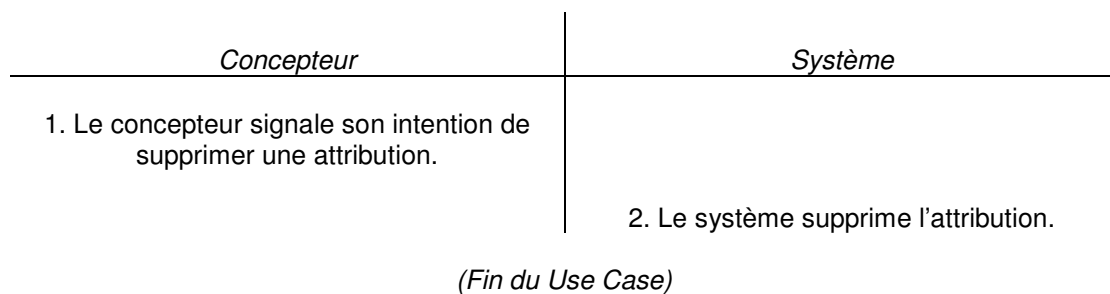 Concepteur
Système
1. Le concepteur signale son intention de
supprimer une attribution.
2. Le système supprime l'attribution.
(Fin du Use Case)